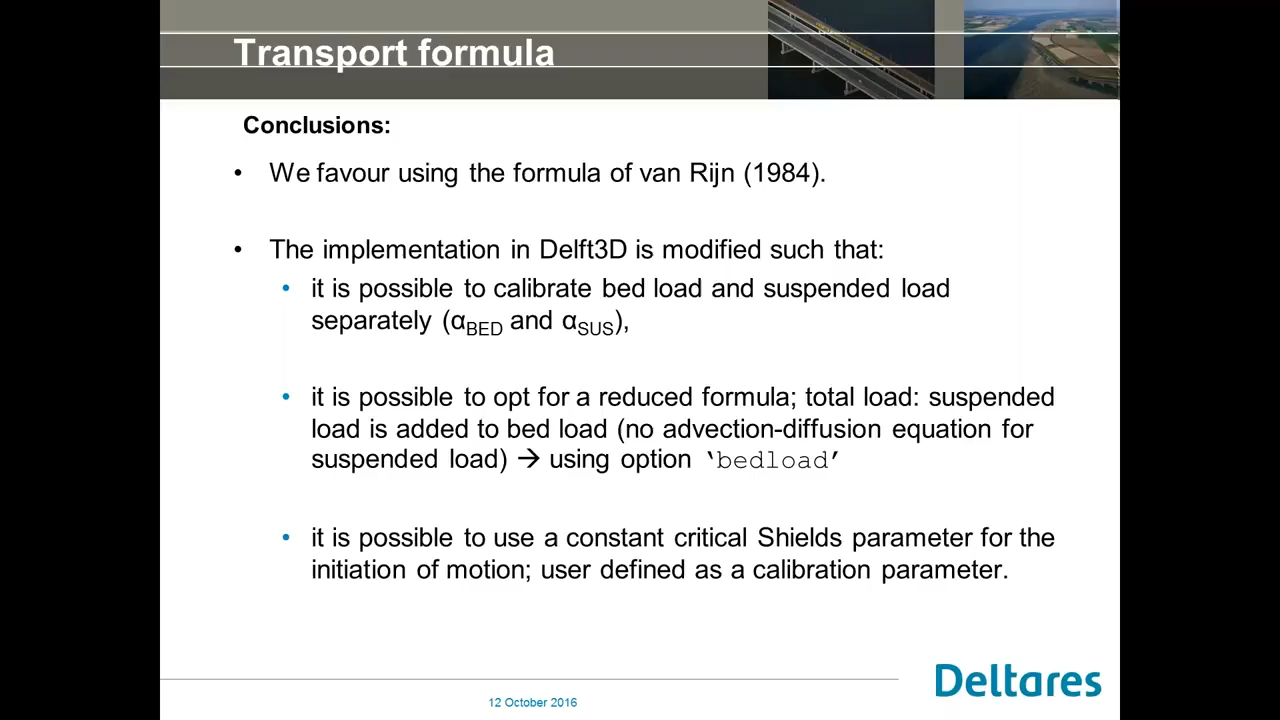 Transport formula
Conclusions:
• We favour using the formula of van Rijn (1984).
• The implementation in Delft3D is modified such that:
• it is possible to calibrate bed load and suspended load
separately (αBED and αSUS),
• it is possible to opt for a reduced formula; total load: suspended
load is added to bed load (no advection-diffusion equation for
suspended load) → using option ‘bedload’
• it is possible to use a constant critical Shields parameter for the
initiation of motion; user defined as a calibration parameter.
Deltares
12 October 2016